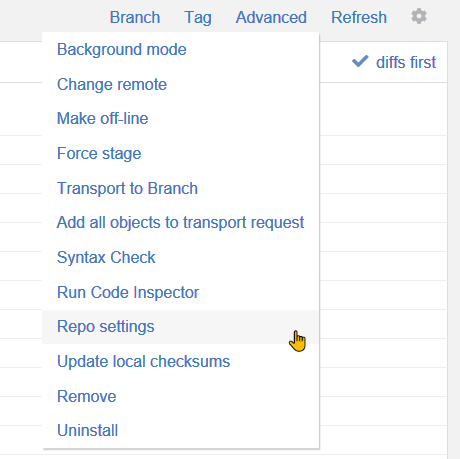 Branch Tag Advanced Refresh
Background mode
diffs first
Change remote
Make off-line
Force stage
Transport to Branch
Add all objects to transport request
Syntax Check
Run Code Inspector
Repo settings
Update local checksums
Remove
Uninstall